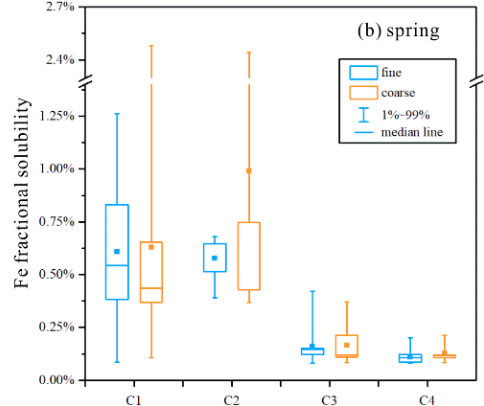 2.7%
(b) spring
2.4%
fine
coarse
1%~99%
median line
1.25%
1.00%
0.75%
0.50%
0.25%
0.00%
Fe fractional solubility
C1 C2 C3 C4